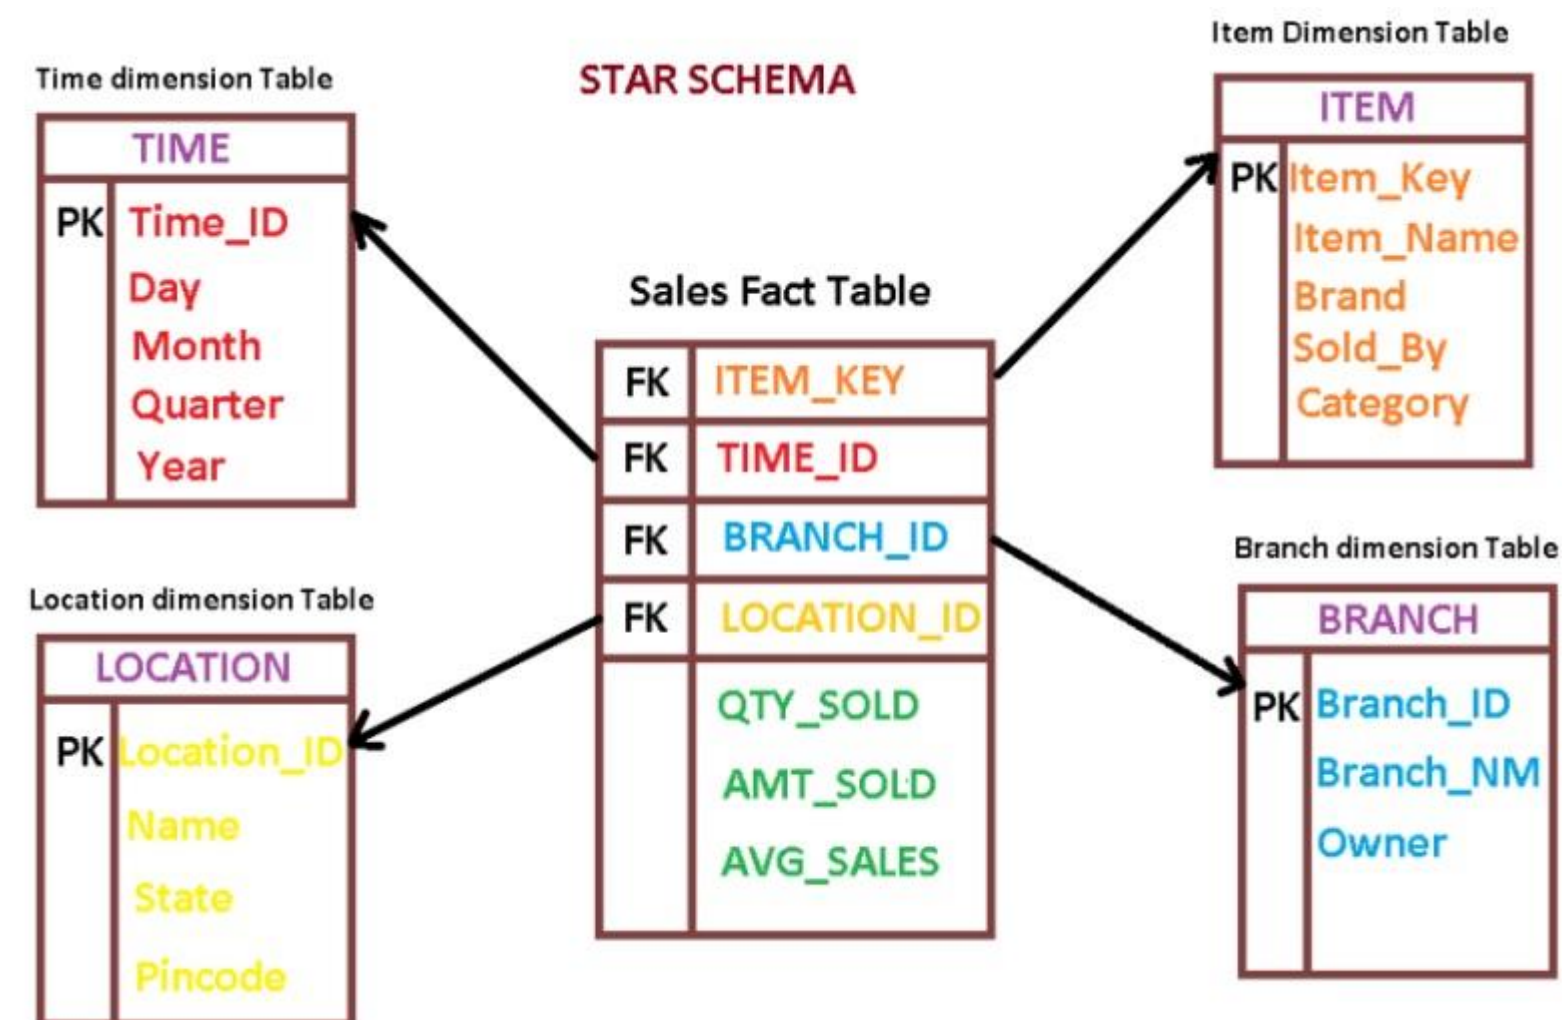 STAR SCHEMA
Time dimension Table
TIME
PK Time_ID
Day
Month
Quarter
Year
Location dimension Table
LOCATION
PK Location_ID
Name
State
Pincode
Sales Fact Table
FK ITEM_KEY
FK TIME_ID
FK BRANCH_ID
FK LOCATION_ID
QTY_SOLD
AMT_SOLD
AVG_SALES
Item Dimension Table
ITEM
PK Item_Key
Item_Name
Brand
Sold_By
Category
Branch dimension Table
BRANCH
PK Branch_ID
Branch_NM
Owner